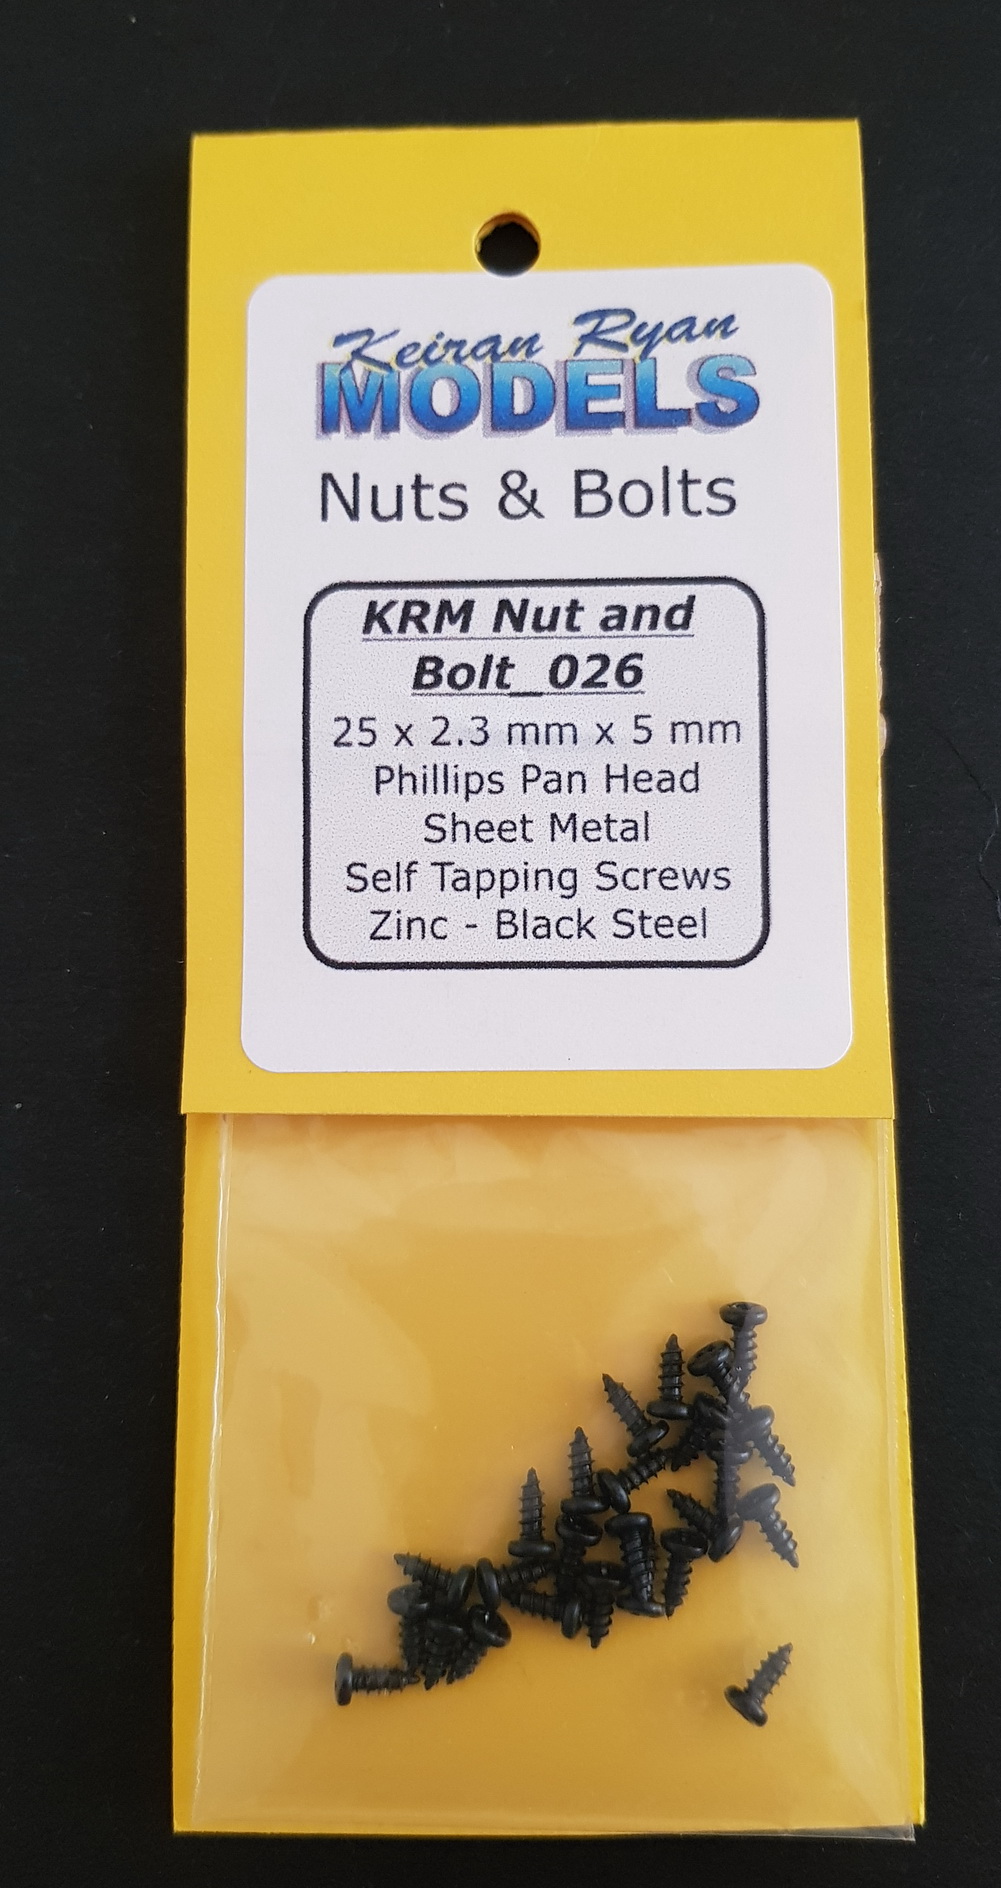 Keiran Ryan
MODELS
Nuts & Bolts
KRM Nut and
Bolt_026
25 x 2.3 mm x 5 mm
Phillips Pan Head
Sheet Metal
Self Tapping Screws
Zinc - Black Steel